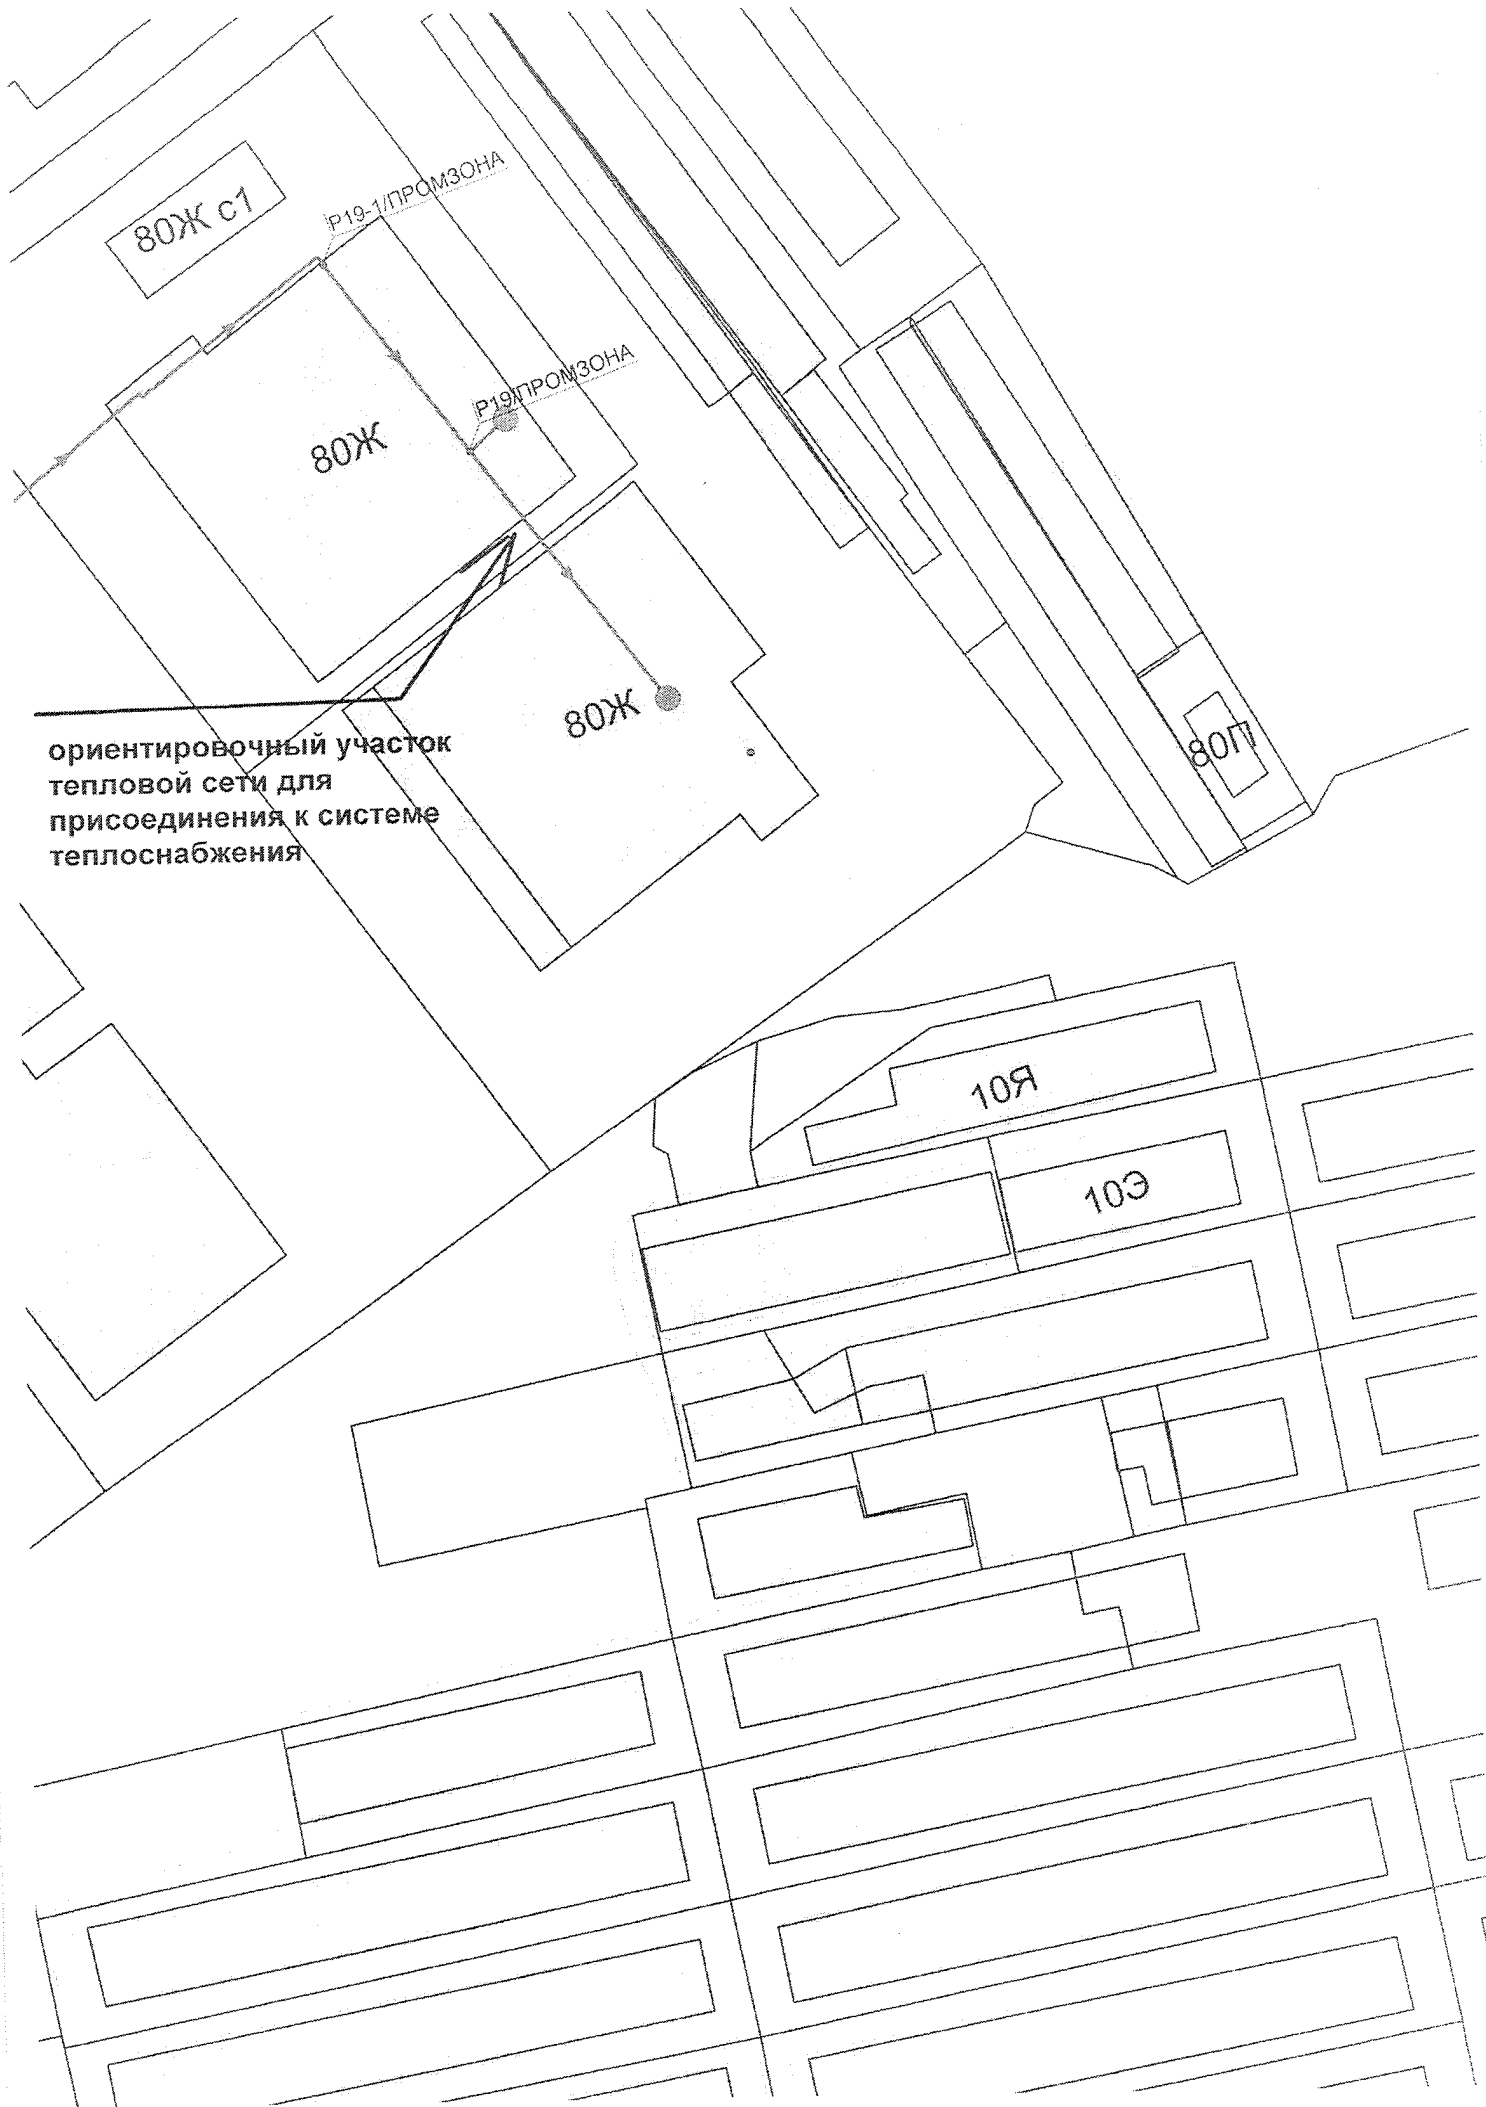 80Ж с1
Р19-1/ПРОМЗОНА
Р19/ПРОМЗОНА
80Ж
80Ж
80П
ориентировочный участок
тепловой сети для
присоединения к системе
теплоснабжения
10Я
10Э